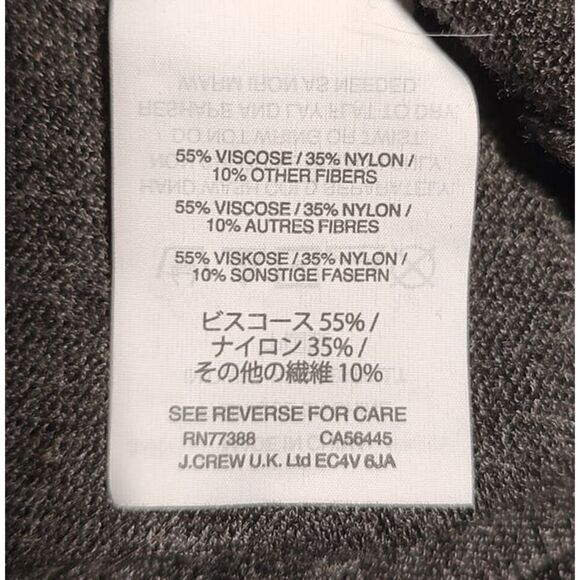 55% VISCOSE / 35% NYLON /
10% OTHER FIBERS
55% VISCOSE / 35% NYLON /
10% AUTRES FIBRES
55% VISKOSE / 35% NYLON /
10% SONSTIGE FASERN
ビスコース 55% /
ナイロン 35% /
その他の繊維 10%
SEE REVERSE FOR CARE
RN77388 CA56445
J.CREW U.K. Ltd EC4V 6JA